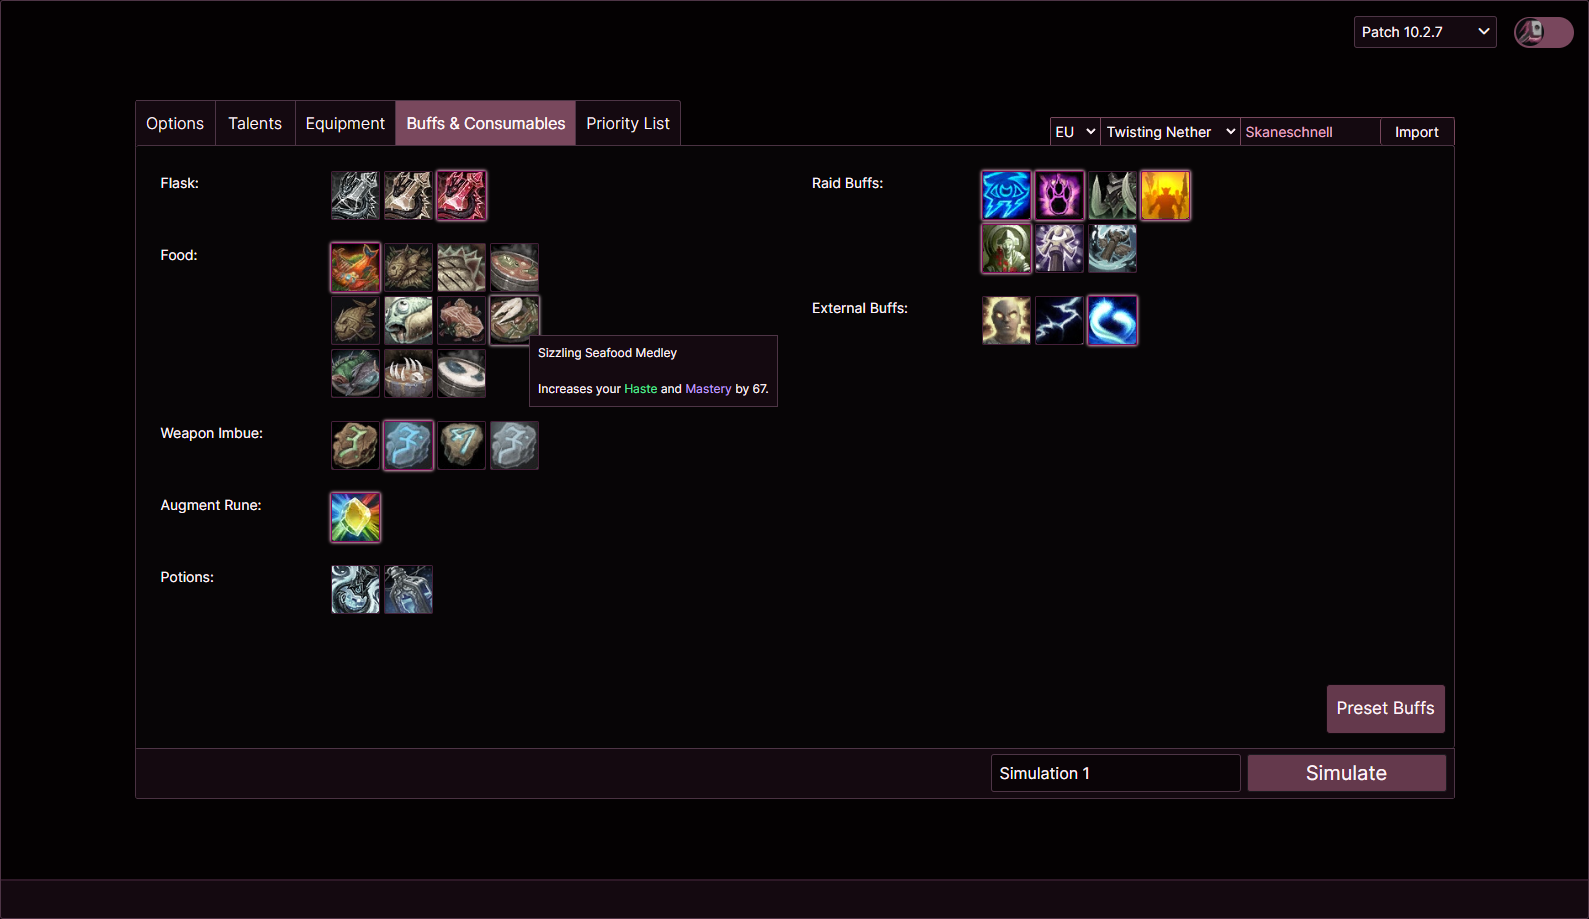 Patch 10.2.7
Options
Talents
Equipment
Buffs & Consumables
Priority List
EU
Twisting Nether
Skaneschnell
Import
Flask:
Raid Buffs:
Food:
External Buffs:
Sizzling Seafood Medley
Increases your Haste and Mastery by 67.
Weapon Imbue:
Augment Rune:
Potions:
Preset Buffs
Simulation 1
Simulate